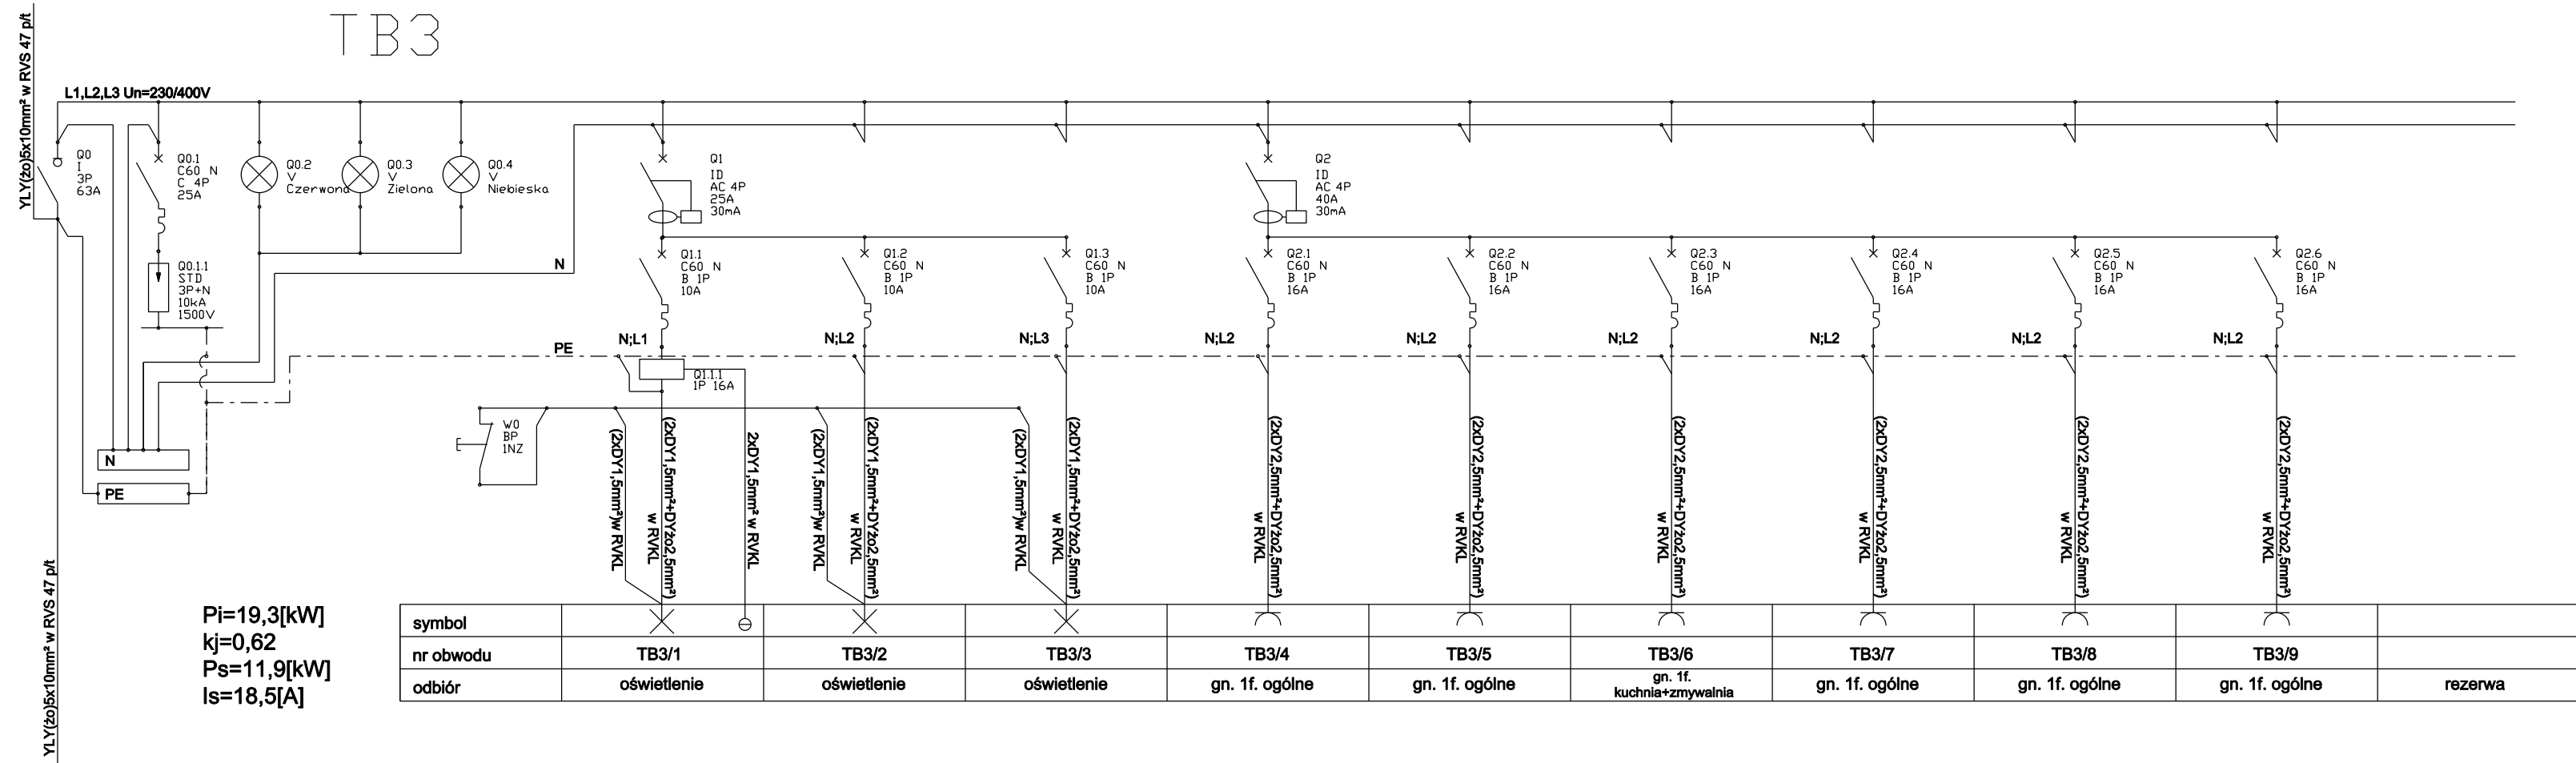 TB3
YLY(żo)5x10mm² w RVS 47 p/t
L1,L2,L3 Un=230/400V
Q0
I
3P
63A
Q0.1
C60 N
C 4P
25A
Q0.2
V
Czerwona
Q0.3
V
Zielona
Q0.4
V
Niebieska
Q1
ID
AC 4P
25A
30mA
Q2
ID
AC 4P
40A
30mA
Q0.1.1
STD
3P+N
10kA
1500V
N
Q1.1
C60 N
B 1P
10A
Q1.2
C60 N
B 1P
10A
Q1.3
C60 N
B 1P
10A
Q2.1
C60 N
B 1P
16A
Q2.2
C60 N
B 1P
16A
Q2.3
C60 N
B 1P
16A
Q2.4
C60 N
B 1P
16A
Q2.5
C60 N
B 1P
16A
Q2.6
C60 N
B 1P
16A
PE
N;L1
N;L2
N;L3
N;L2
N;L2
N;L2
N;L2
N;L2
N;L2
Q1.1.1
1P 16A
W0
BP
1NZ
N
PE
(2xDY1,5mm²)w RVKL
(2xDY1,5mm²+DYżo2,5mm²)
w RVKL
2xDY1,5mm² w RVKL
(2xDY1,5mm²)w RVKL
(2xDY1,5mm²+DYżo2,5mm²)
w RVKL
(2xDY1,5mm²)w RVKL
(2xDY1,5mm²+DYżo2,5mm²)
w RVKL
(2xDY2,5mm²+DYżo2,5mm²)
w RVKL
(2xDY2,5mm²+DYżo2,5mm²)
w RVKL
(2xDY2,5mm²+DYżo2,5mm²)
w RVKL
(2xDY2,5mm²+DYżo2,5mm²)
w RVKL
(2xDY2,5mm²+DYżo2,5mm²)
w RVKL
(2xDY2,5mm²+DYżo2,5mm²)
w RVKL
YLY(żo)5x10mm² w RVS 47 p/t
Pi=19,3[kW]
kj=0,62
Ps=11,9[kW]
Is=18,5[A]
symbol
nr obwodu TB3/1 TB3/2 TB3/3 TB3/4 TB3/5 TB3/6 TB3/7 TB3/8 TB3/9
odbiór oświetlenie oświetlenie oświetlenie gn. 1f. ogólne gn. 1f. ogólne gn. 1f. kuchnia+zmywalnia gn. 1f. ogólne gn. 1f. ogólne gn. 1f. ogólne rezerwa